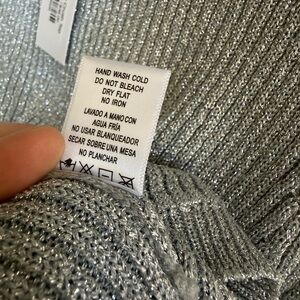 HAND WASH COLD
DO NOT BLEACH
DRY FLAT
NO IRON
LAVADO A MANO CON
AGUA FRÍA
NO USAR BLANQUEADOR
SECAR SOBRE UNA MESA
NO PLANCHAR